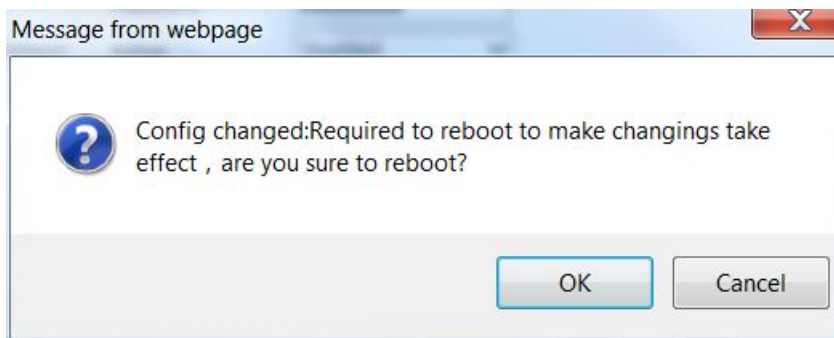 Message from webpage
X
Config changed:Required to reboot to make changings take
effect , are you sure to reboot?
OK
Cancel